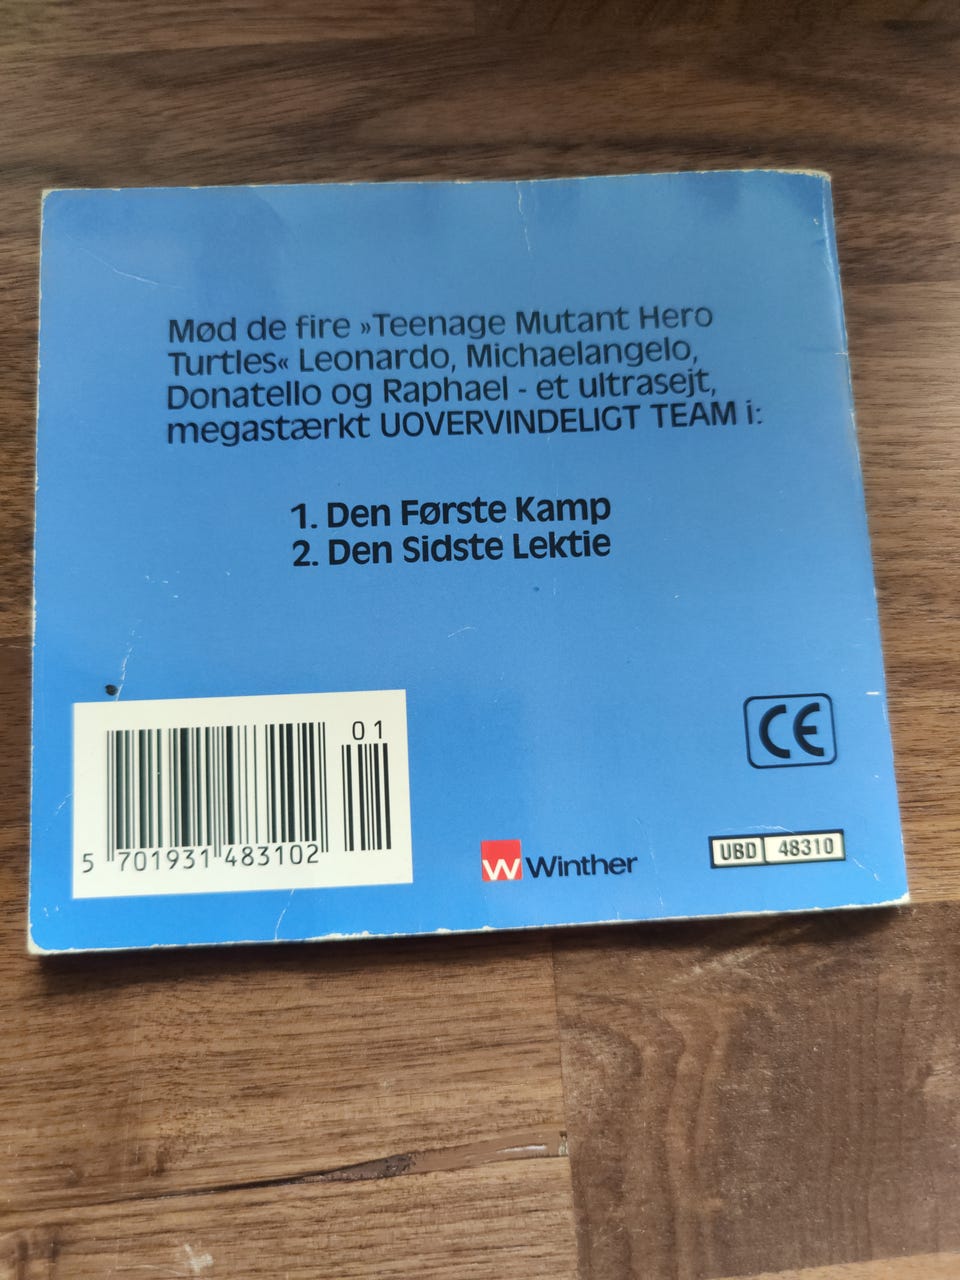 Mød de fire »Teenage Mutant Hero
Turtles« Leonardo, Michaelangelo,
Donatello og Raphael - et ultrasejt,
megastærkt UOVERVINDELIGT TEAM i:
1. Den Første Kamp
2. Den Sidste Lektie
01
5 701931 483102
CE
W Winther
UBD 48310